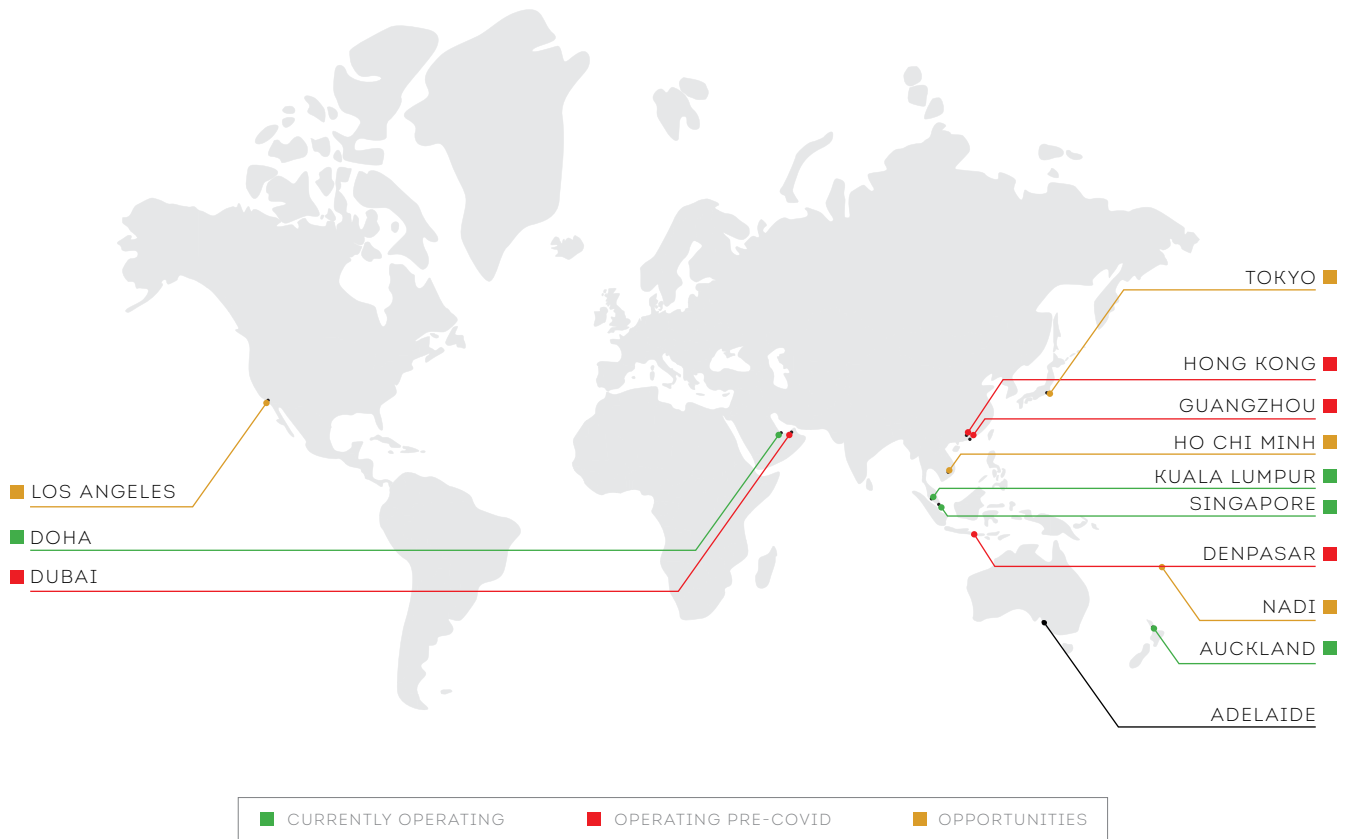 TOKYO
HONG KONG
GUANGZHOU
HO CHI MINH
KUALA LUMPUR
SINGAPORE
LOS ANGELES
DOHA
DUBAI
DENPASAR
NADI
AUCKLAND
ADELAIDE
CURRENTLY OPERATING
OPERATING PRE-COVID
OPPORTUNITIES